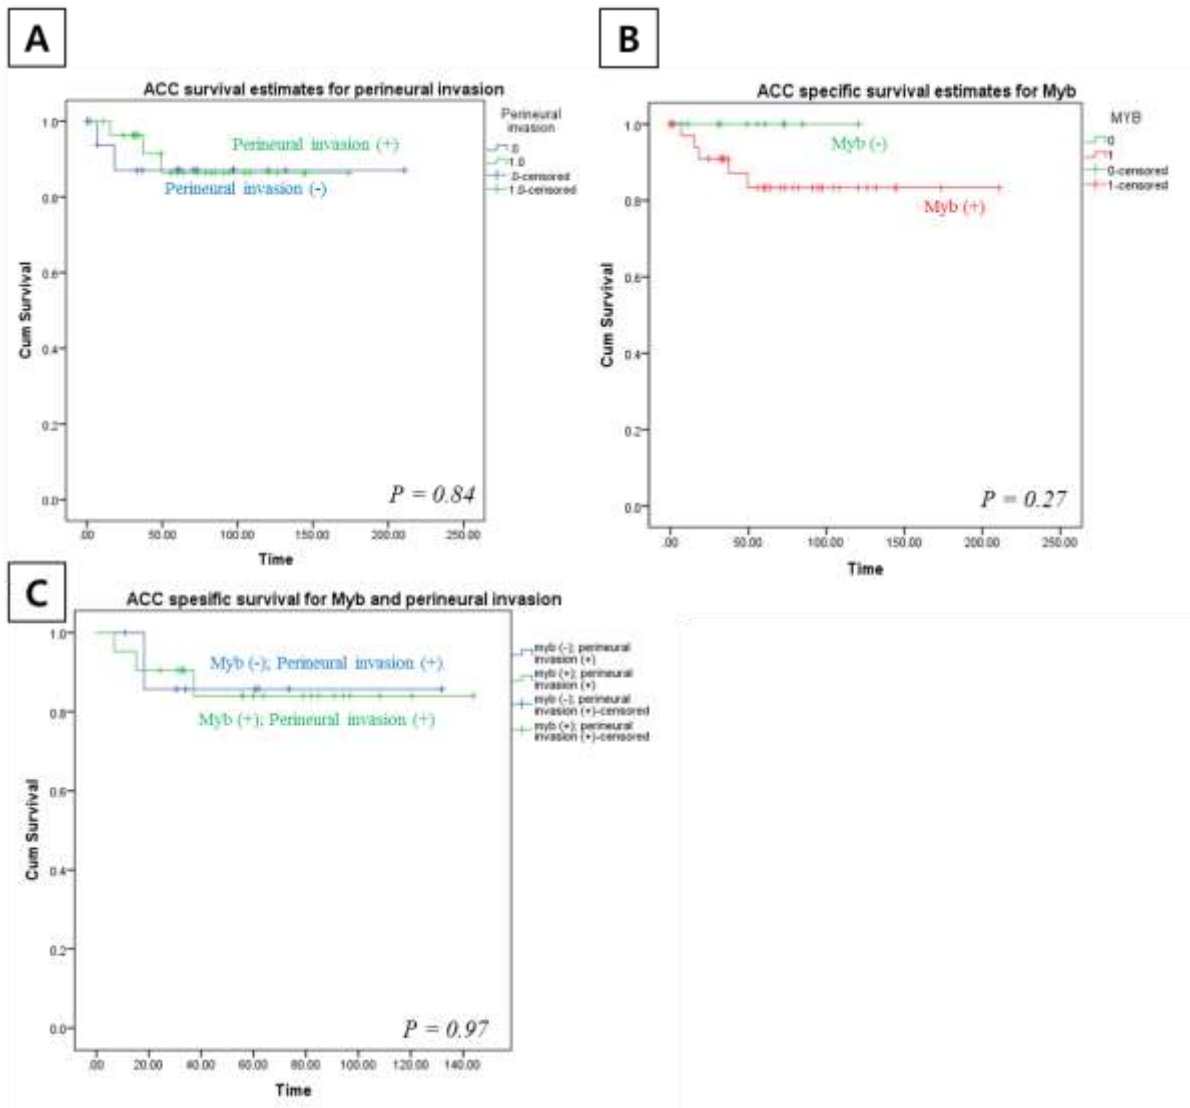 A
ACC survival estimates for perineural invasion
Cum Survival
1.0
0.8
0.6
0.4
0.2
0.0
Perineural invasion (+)
Perineural invasion (-)
P = 0.84
.00 50.00 100.00 150.00 200.00 250.00
Time
Perineural
invasion
.0
1.0
.0-censored
1.0-censored
B
ACC specific survival estimates for Myb
Cum Survival
1.0
0.8
0.6
0.4
0.2
0.0
Myb (-)
Myb (+)
P = 0.27
.00 50.00 100.00 150.00 200.00 250.00
Time
MYB
0
1
0-censored
1-censored
C
ACC spesific survival for Myb and perineural invasion
Cum Survival
1.0
0.8
0.6
0.4
0.2
0.0
Myb (-); Perineural invasion (+)
Myb (+); Perineural invasion (+)
P = 0.97
.00 20.00 40.00 60.00 80.00 100.00 120.00 140.00
Time
myb (-); perineural
invasion (+)
myb (+); perineural
invasion (+)
myb (-); perineural
invasion (+)-censored
myb (+); perineural
invasion (+)-censored